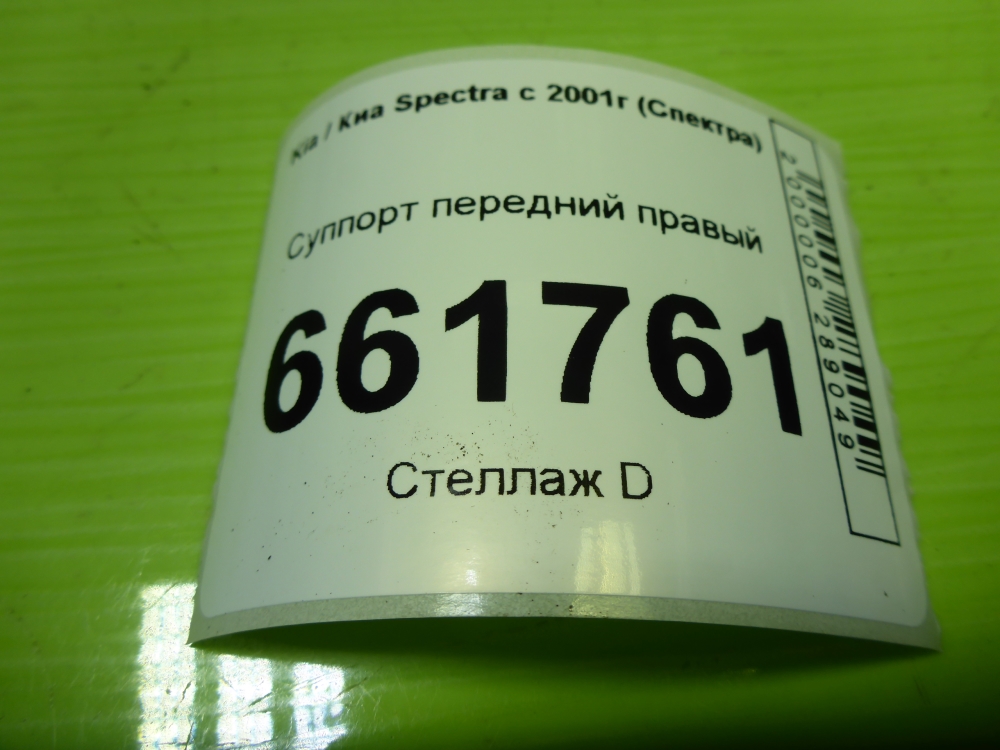 Kia / Киа Spectra с 2001г (Спектра)
Суппорт передний правый
661761
Стеллаж D
2000006289049